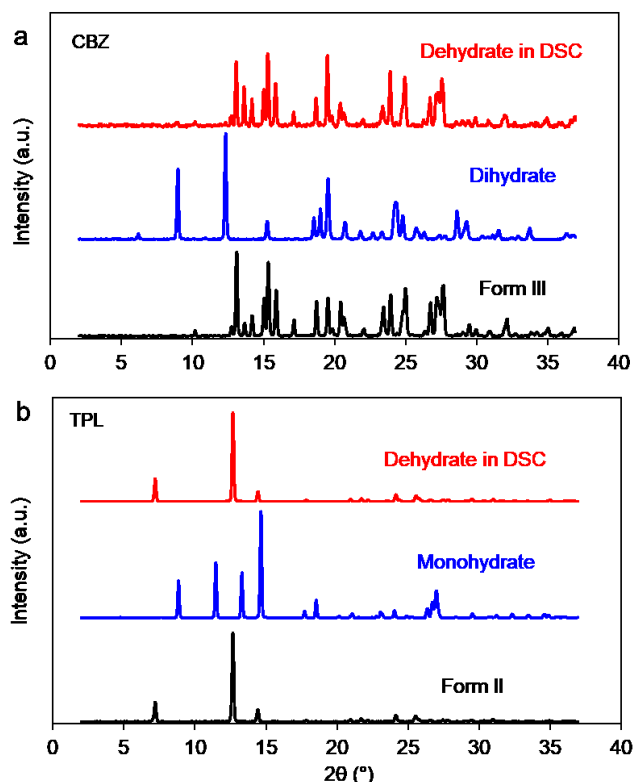 a
CBZ
Dehydrate in DSC
Dihydrate
Form III
Intensity (a.u.)
0 5 10 15 20 25 30 35 40
b
TPL
Dehydrate in DSC
Monohydrate
Form II
Intensity (a.u.)
0 5 10 15 20 25 30 35 40
2θ (°)